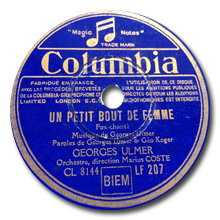 "Magic Notes"
TRADE MARK
Columbia
FABRIQUE EN FRANCE
L'UTILISATION DE CE DISQUE
AVEC LES PROCÉDÉS BREVETÉS
POUR LES AUDITIONS PUBLIQUES
DE LA COLUMBIA GRAPHOPHONE CO
LIMITED LONDON E.C.
EST INTERDITE
UN PETIT BOUT DE FEMME
Fox-chanté
Musique de Georges Ulmer
Paroles de Georges Ulmer & Géo Koger
GEORGES ULMER
Orchestre, direction Marius COSTE
CL 8144 BIEM LF 207